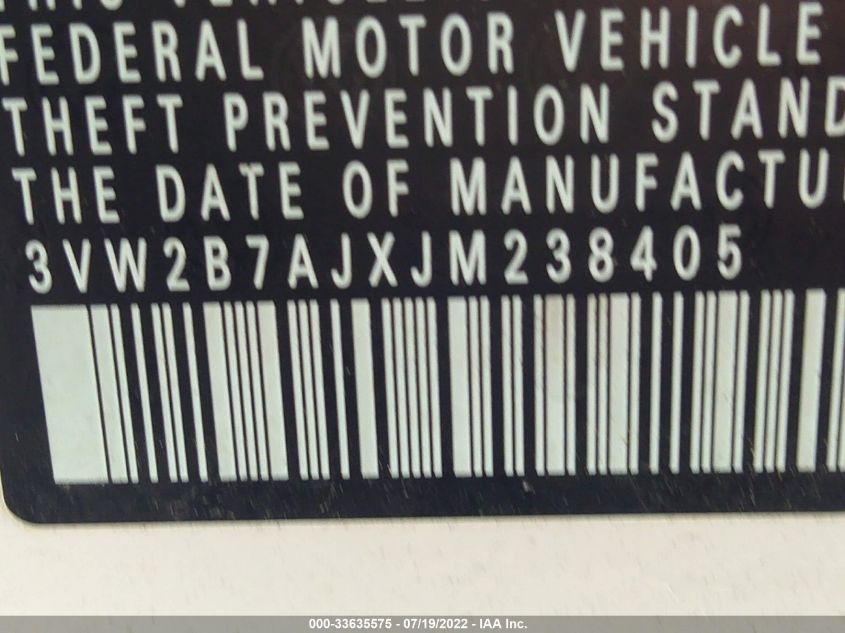 FEDERAL MOTOR VEHICLE
THEFT PREVENTION STAND
THE DATE OF MANUFACTU
3VW2B7AJXJM238405
000-33635575 - 07/19/2022 - IAA Inc.